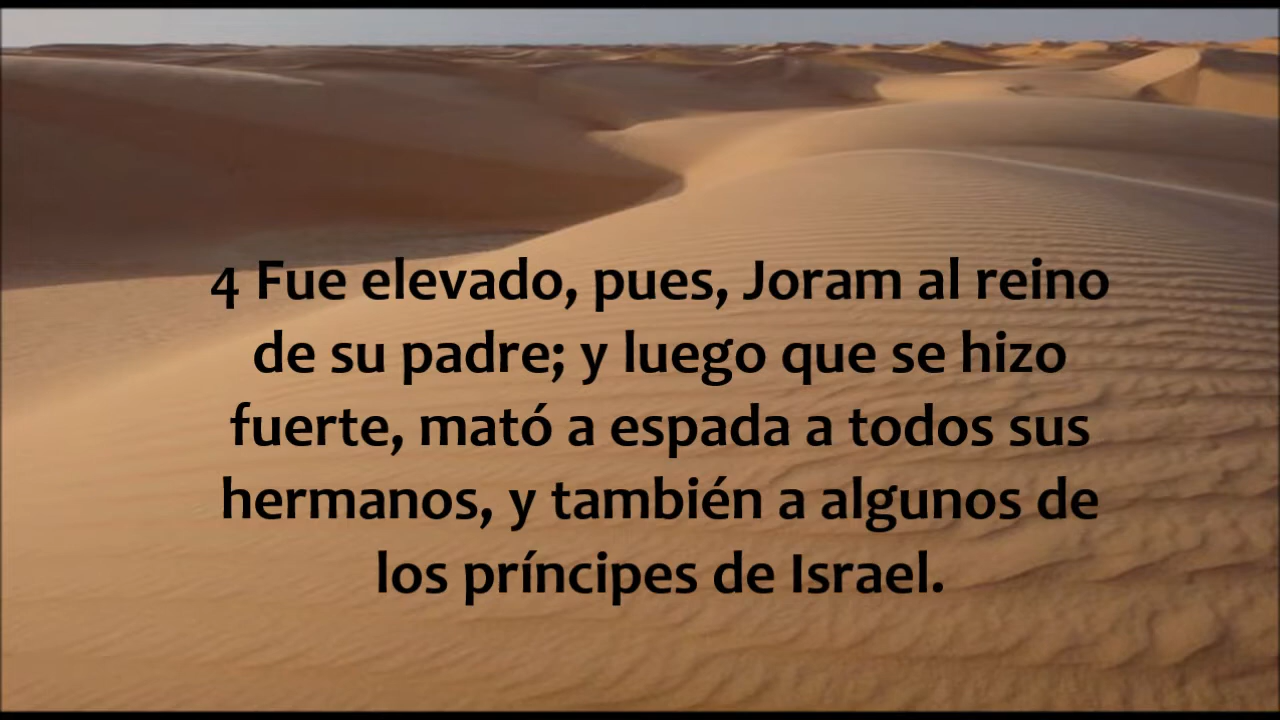 4 Fue elevado, pues, Joram al reino
de su padre; y luego que se hizo
fuerte, mató a espada a todos sus
hermanos, y también a algunos de
los príncipes de Israel.